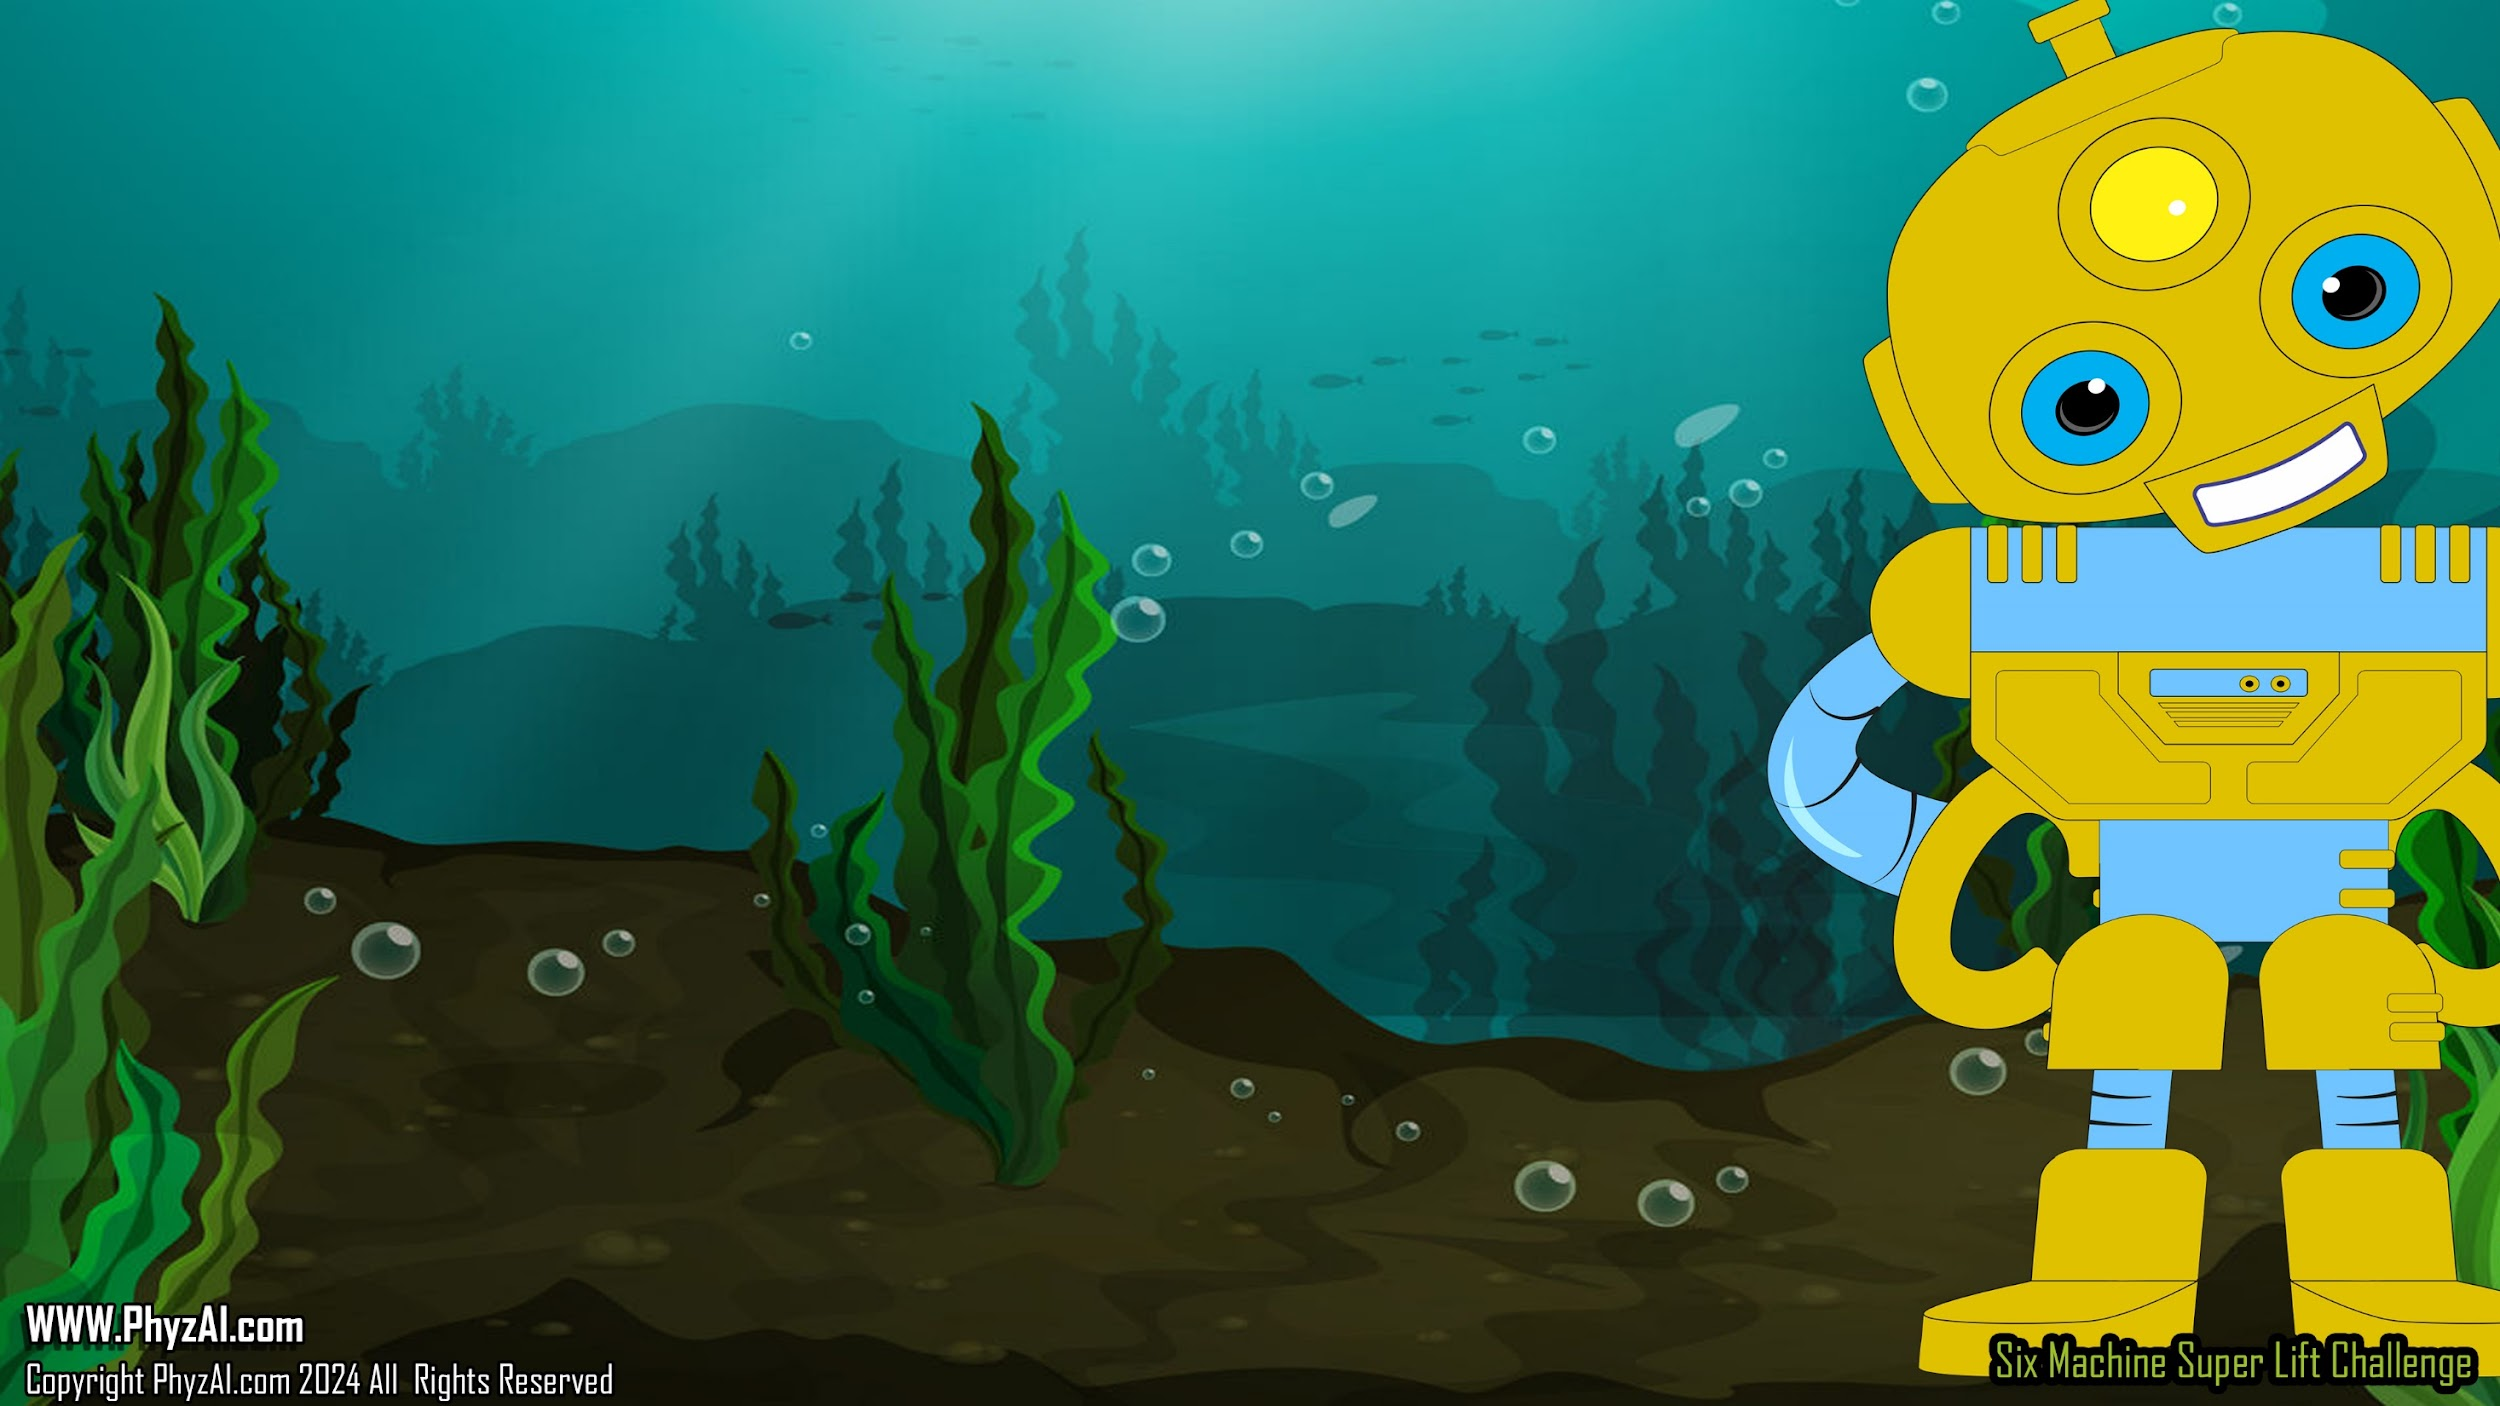 WWW.PhyzAI.com
Copyright PhyzAI.com 2024 All  Rights Reserved
Six Machine Super Lift Challenge